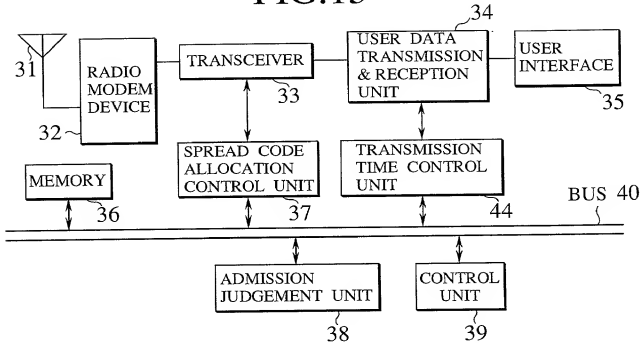 34
31
RADIO
MODEM
DEVICE
32
TRANSCEIVER
33
USER DATA
TRANSMISSION
& RECEPTION
UNIT
USER
INTERFACE
35
MEMORY
36
SPREAD CODE
ALLOCATION
CONTROL UNIT
37
TRANSMISSION
TIME CONTROL
UNIT
44
BUS 40
ADMISSION
JUDGEMENT UNIT
38
CONTROL
UNIT
39